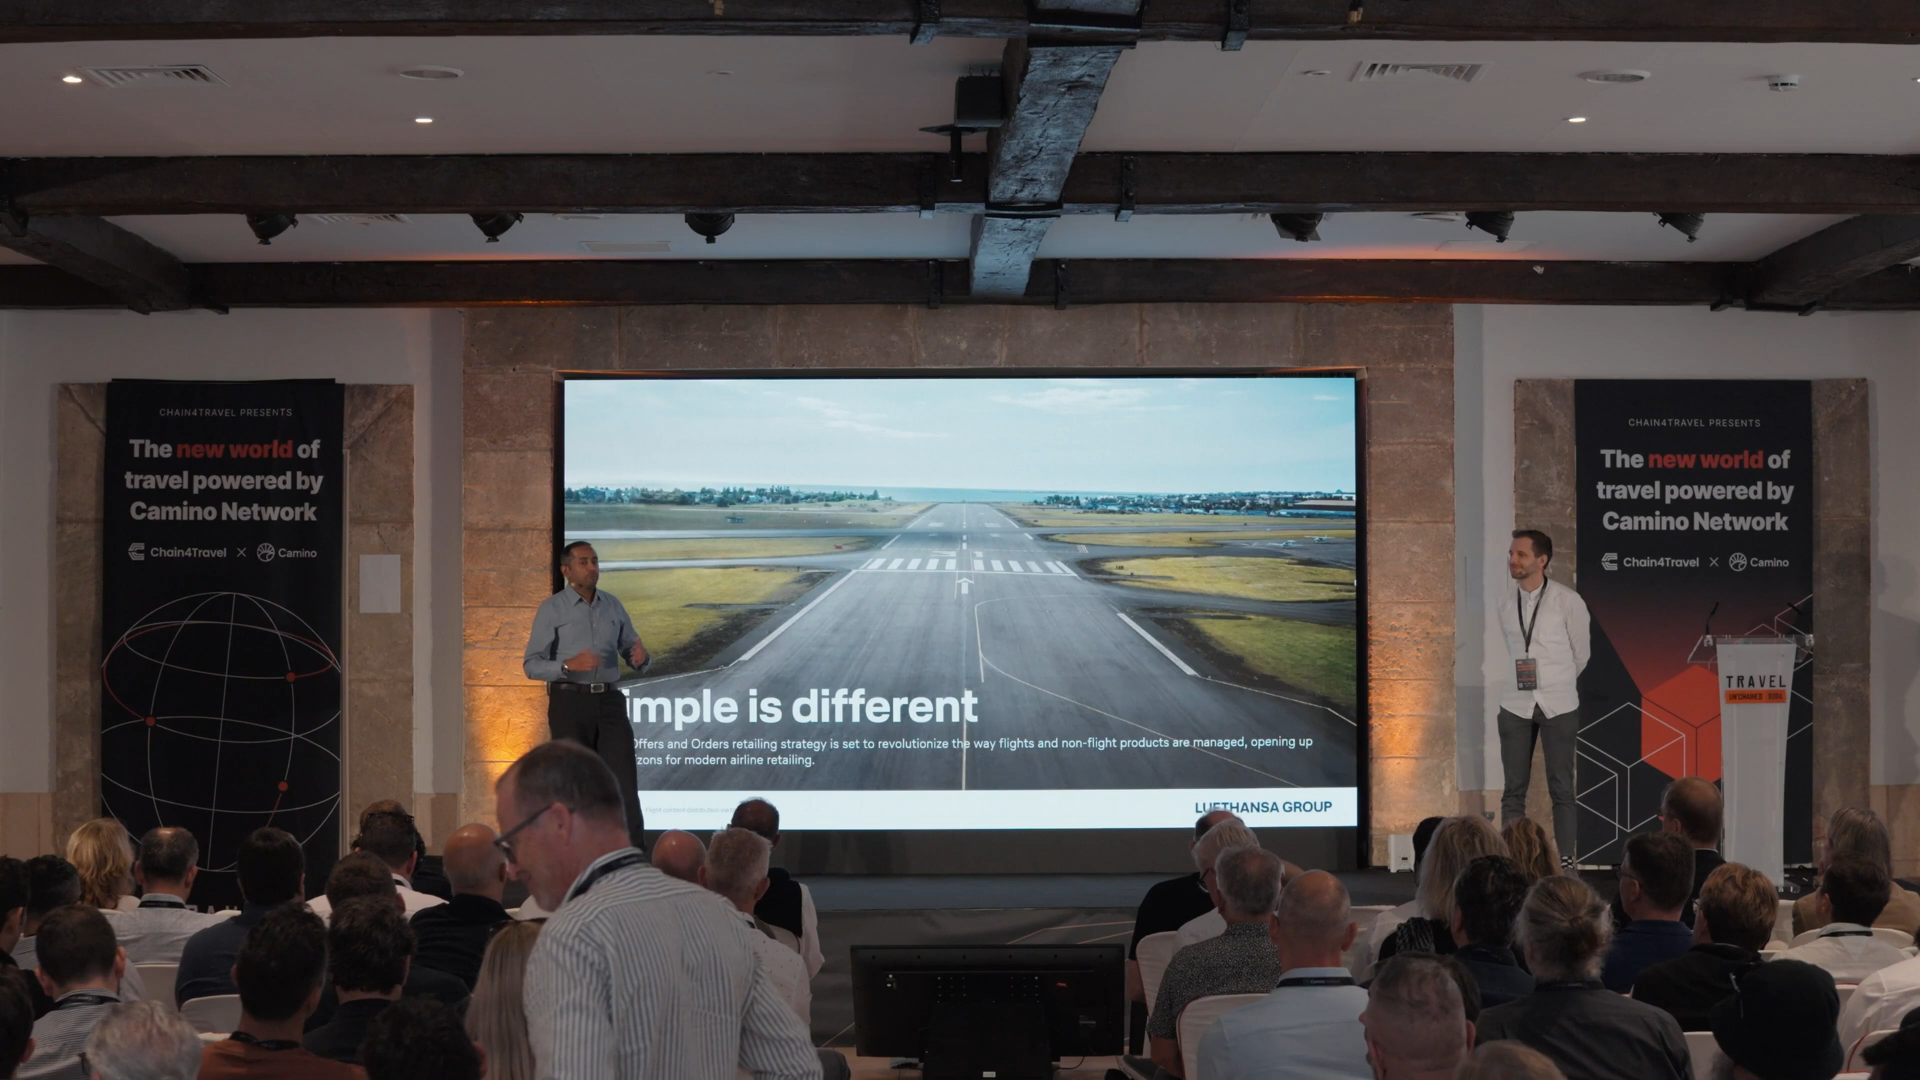 CHAIN4TRAVEL PRESENTS
The new world of
travel powered by
Camino Network
Chain4Travel X Camino
imple is different
Offers and Orders retailing strategy is set to revolutionize the way flights and non-flight products are managed, opening up
zons for modern airline retailing.
LUFTHANSA GROUP
CHAIN4TRAVEL PRESENTS
The new world of
travel powered by
Camino Network
Chain4Travel X Camino
TRAVEL
UNCHAINED